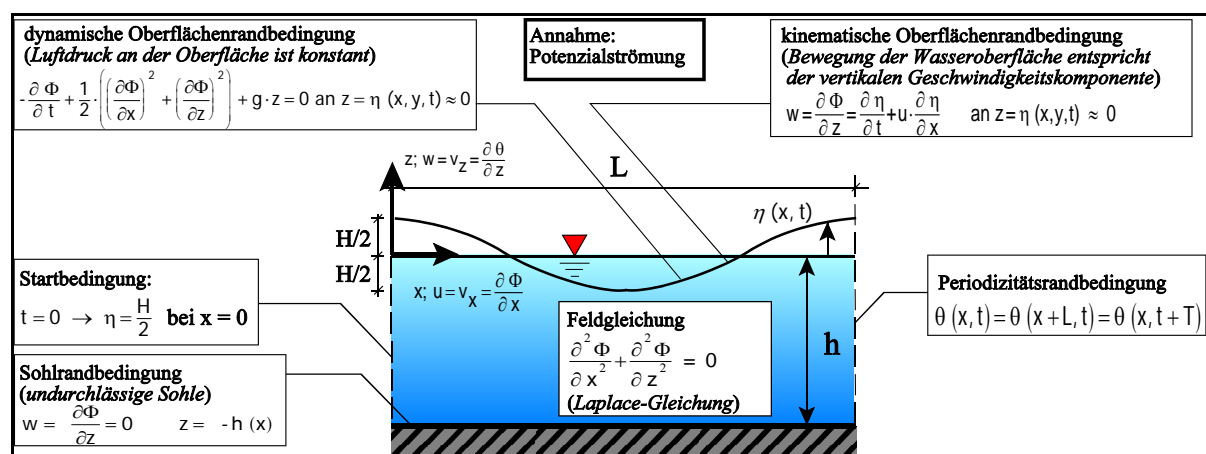 dynamische Oberflächenrandbedingung
(Luftdruck an der Oberfläche ist konstant)
-∂Φ/∂t + 1/2 · ((∂Φ/∂x)² + (∂Φ/∂z)²) + g·z = 0 an z = η (x, y, t) ≈ 0
Annahme:
Potenzialströmung
kinematische Oberflächenrandbedingung
(Bewegung der Wasseroberfläche entspricht
der vertikalen Geschwindigkeitskomponente)
w = ∂Φ/∂z = ∂η/∂t + u·∂η/∂x an z = η (x,y,t) ≈ 0
z; w = v_z = ∂θ/∂z
L
η (x, t)
H/2
H/2
x; u = v_x = ∂Φ/∂x
Startbedingung:
t = 0 → η = H/2 bei x = 0
Feldgleichung
∂²Φ/∂x² + ∂²Φ/∂z² = 0
(Laplace-Gleichung)
h
Periodizitätsrandbedingung
θ (x, t) = θ (x + L, t) = θ (x, t + T)
Sohlrandbedingung
(undurchlässige Sohle)
w = ∂Φ/∂z = 0 z = -h (x)